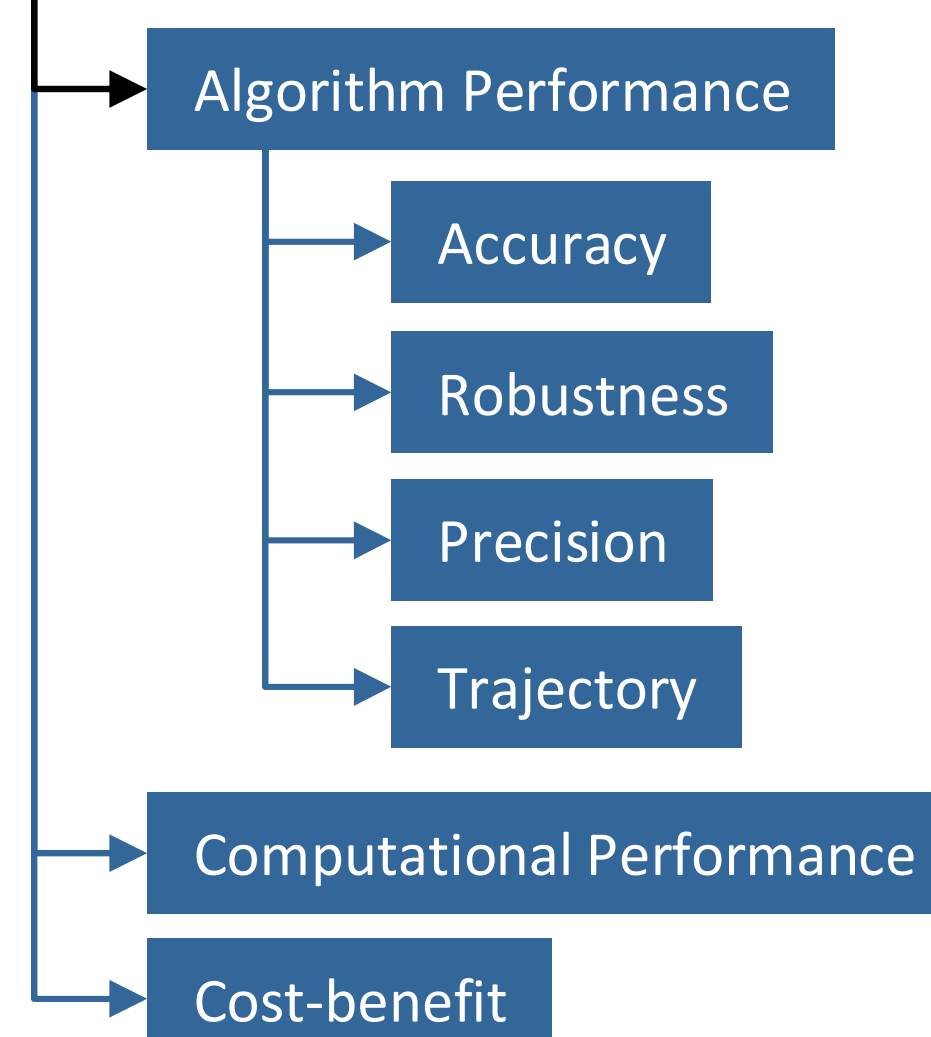 Algorithm Performance
Accuracy
Robustness
Precision
Trajectory
Computational Performance
Cost-benefit